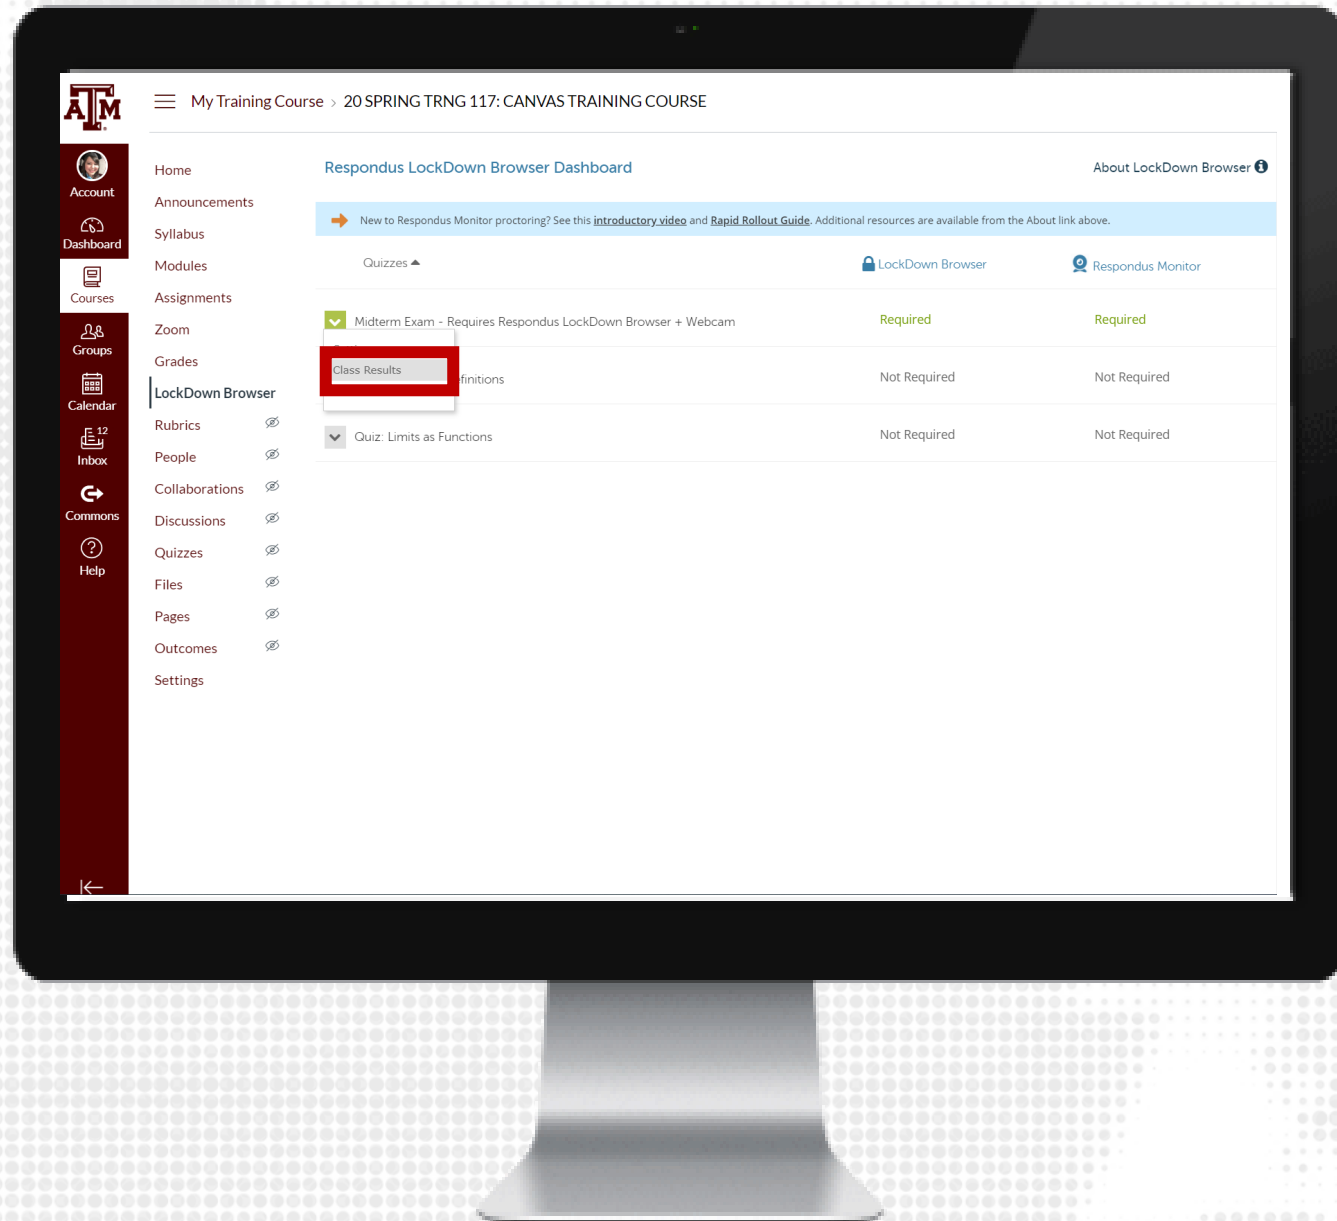 ATM
My Training Course > 20 SPRING TRNG 117: CANVAS TRAINING COURSE
Account
Dashboard
Courses
Groups
Calendar
12
Inbox
Commons
Help
Home
Announcements
Syllabus
Modules
Assignments
Zoom
Grades
LockDown Browser
Rubrics
People
Collaborations
Discussions
Quizzes
Files
Pages
Outcomes
Settings
Respondus LockDown Browser Dashboard
About LockDown Browser
New to Respondus Monitor proctoring? See this introductory video and Rapid Rollout Guide. Additional resources are available from the About link above.
Quizzes LockDown Browser Respondus Monitor
Midterm Exam - Requires Respondus LockDown Browser + Webcam Required Required
Class Results
finitions Not Required Not Required
Quiz: Limits as Functions Not Required Not Required